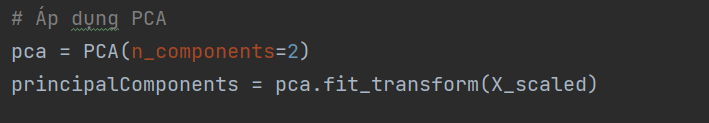 # Áp dụng PCA
pca = PCA(n_components=2)
principalComponents = pca.fit_transform(X_scaled)